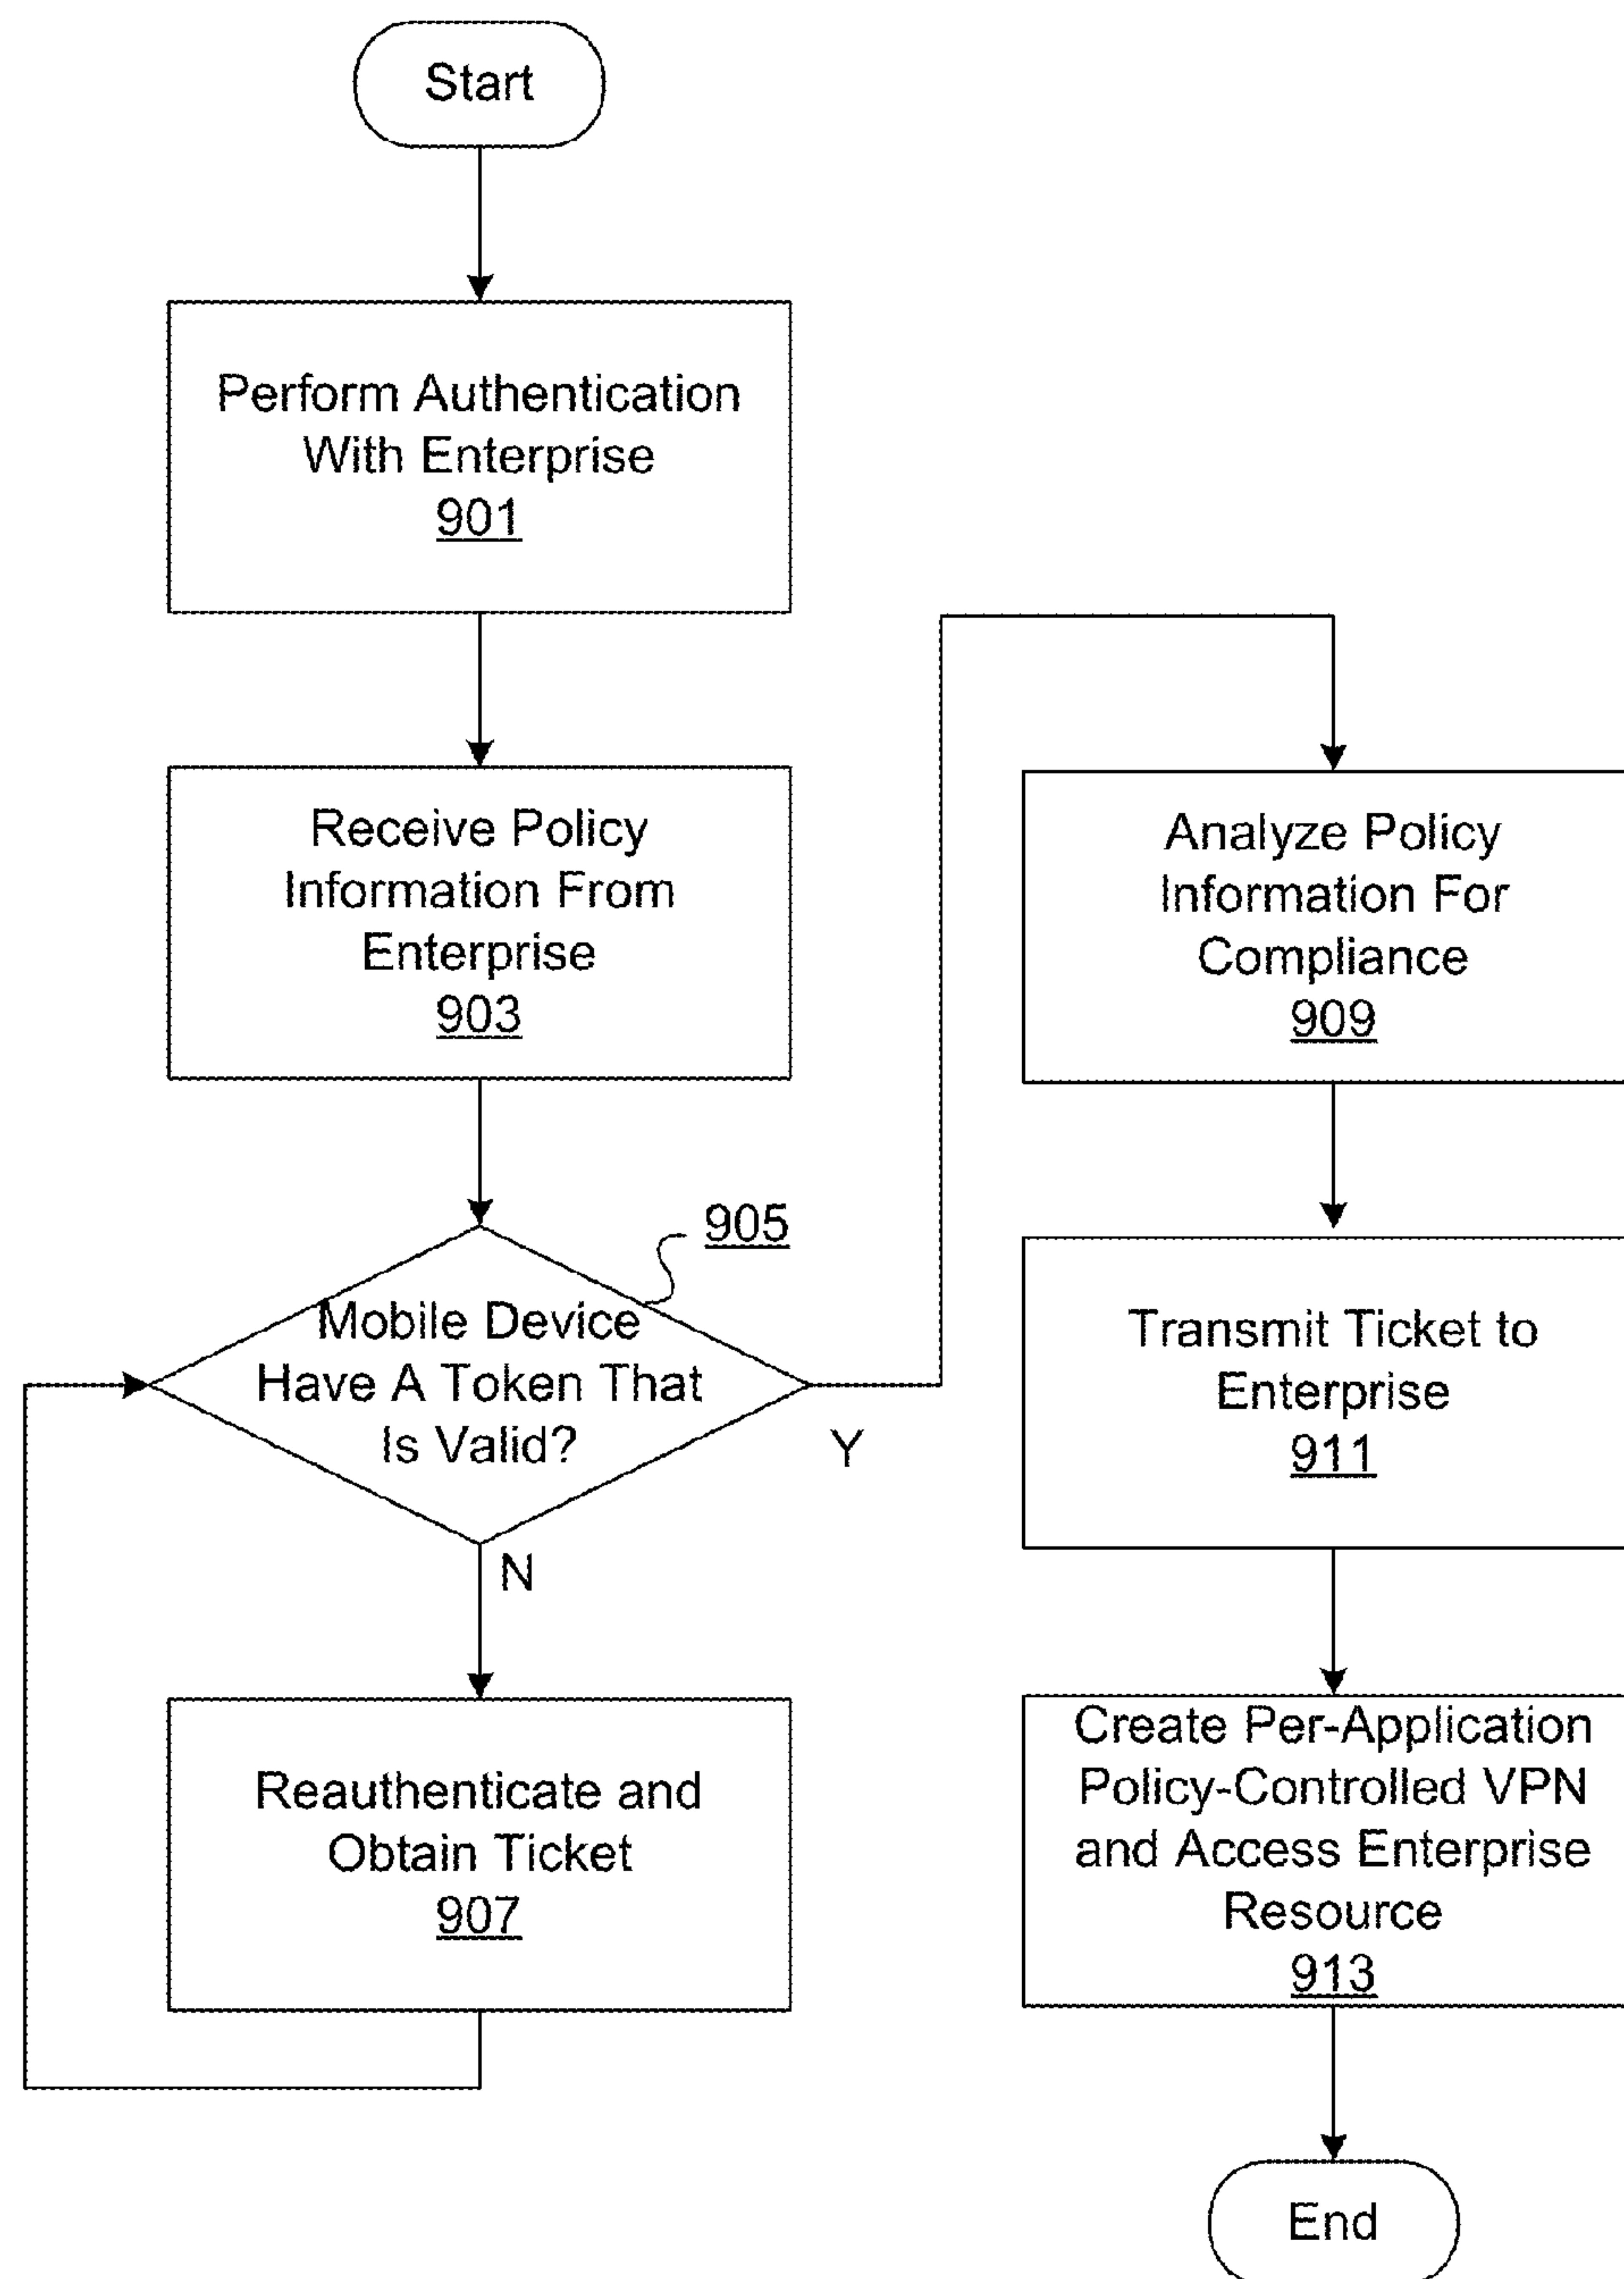 Start
Perform Authentication
With Enterprise
901
Receive Policy
Information From
Enterprise
903
905
Mobile Device
Have A Token That
Is Valid?
Y
N
Reauthenticate and
Obtain Ticket
907
Analyze Policy
Information For
Compliance
909
Transmit Ticket to
Enterprise
911
Create Per-Application
Policy-Controlled VPN
and Access Enterprise
Resource
913
End